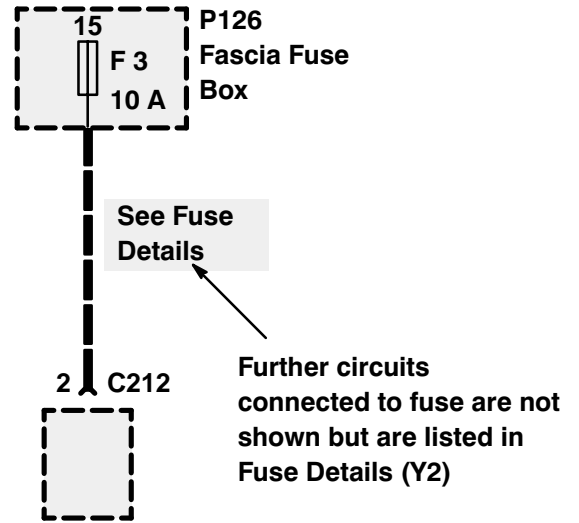 15
F 3
10 A
P126
Fascia Fuse
Box
See Fuse
Details
Further circuits
connected to fuse are not
shown but are listed in
Fuse Details (Y2)
2
C212